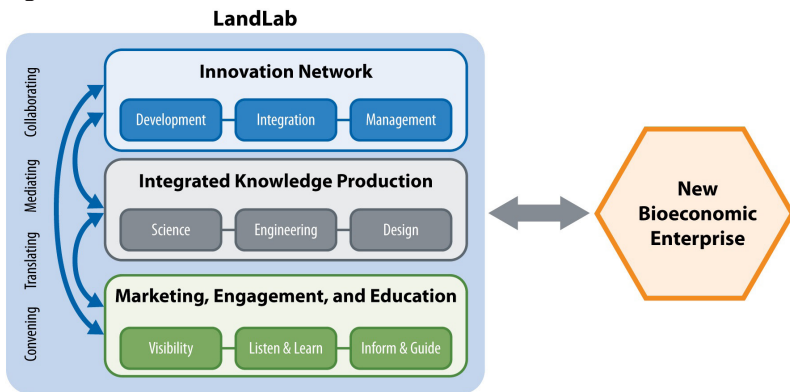 LandLab
Collaborating
Mediating
Translating
Convening
Innovation Network
Development
Integration
Management
Integrated Knowledge Production
Science
Engineering
Design
Marketing, Engagement, and Education
Visibility
Listen & Learn
Inform & Guide
New
Bioeconomic
Enterprise